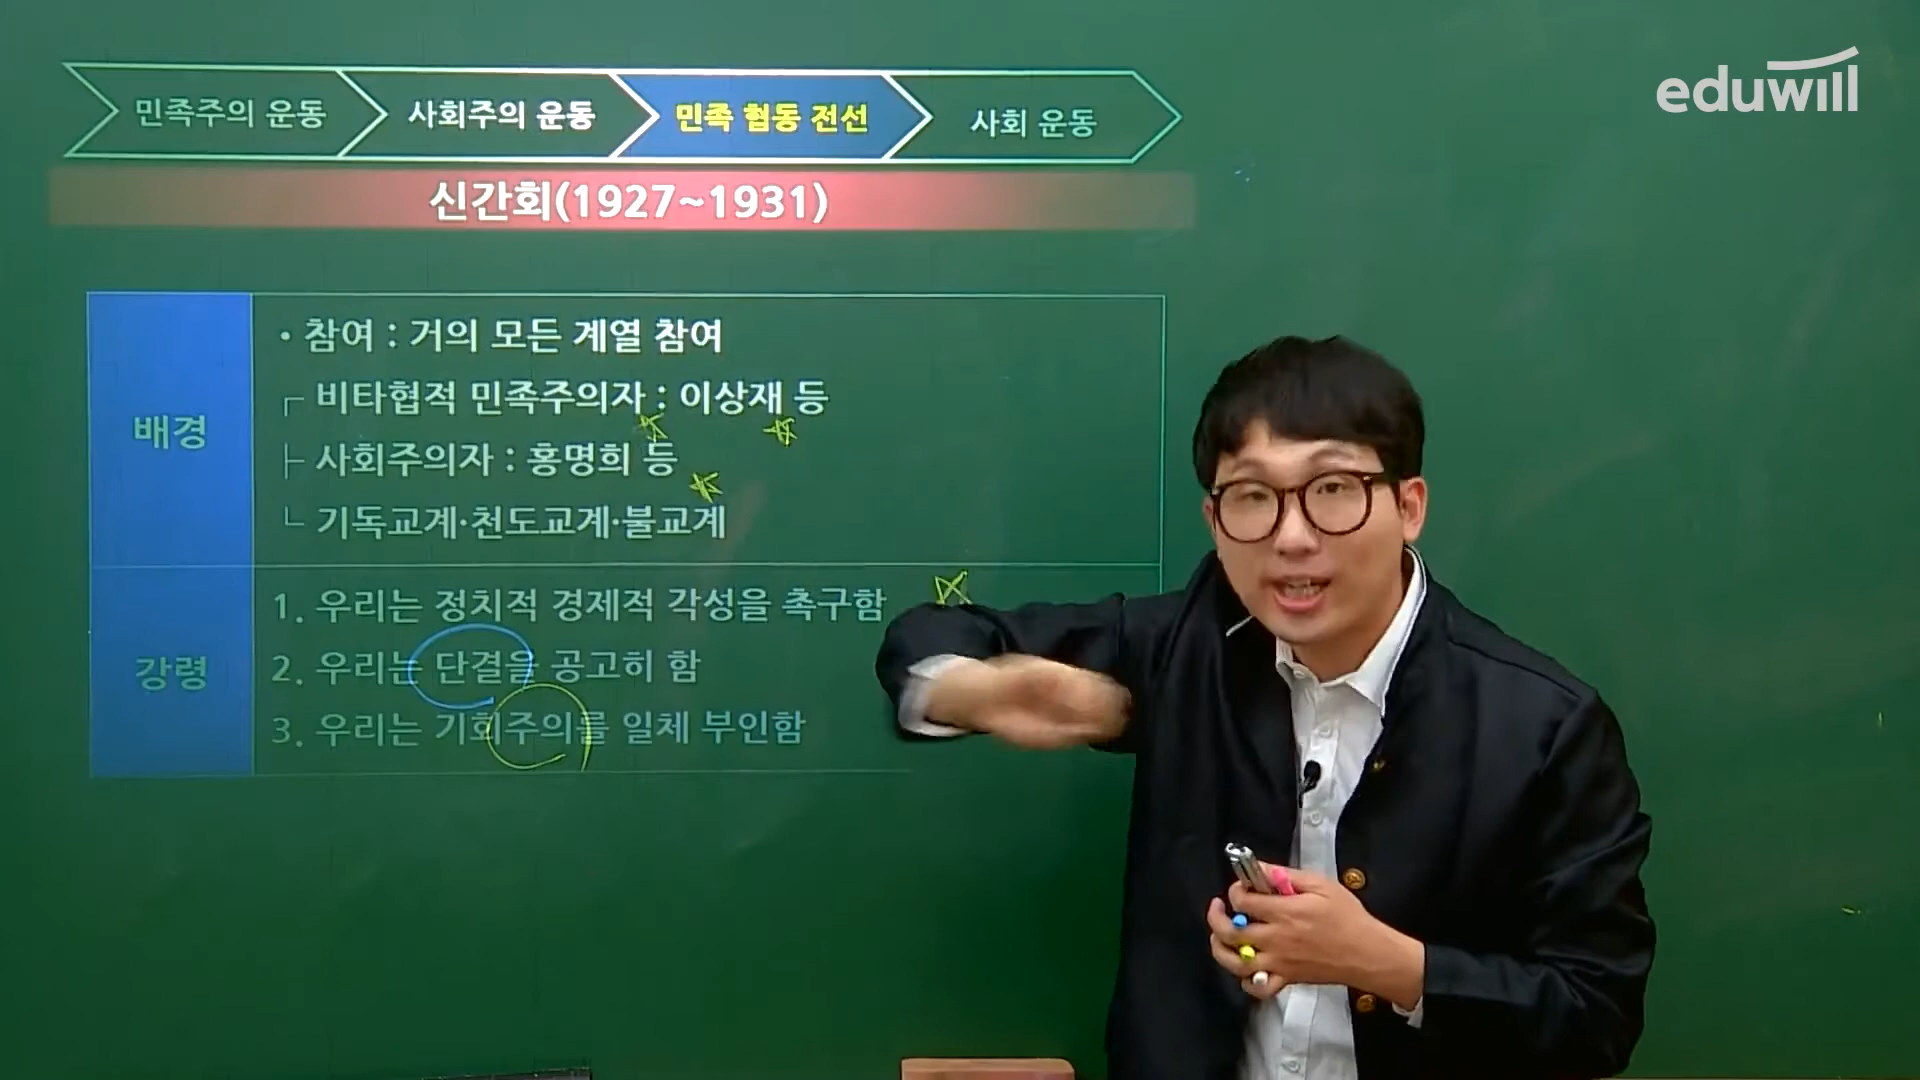 eduwill
민족주의 운동 사회주의 운동 민족 협동 전선 사회 운동
신간회(1927~1931)
배경
• 참여 : 거의 모든 계열 참여
┌ 비타협적 민족주의자 : 이상재 등
├ 사회주의자 : 홍명희 등
└ 기독교계·천도교계·불교계
강령
1. 우리는 정치적 경제적 각성을 촉구함
2. 우리는 단결을 공고히 함
3. 우리는 기회주의를 일체 부인함